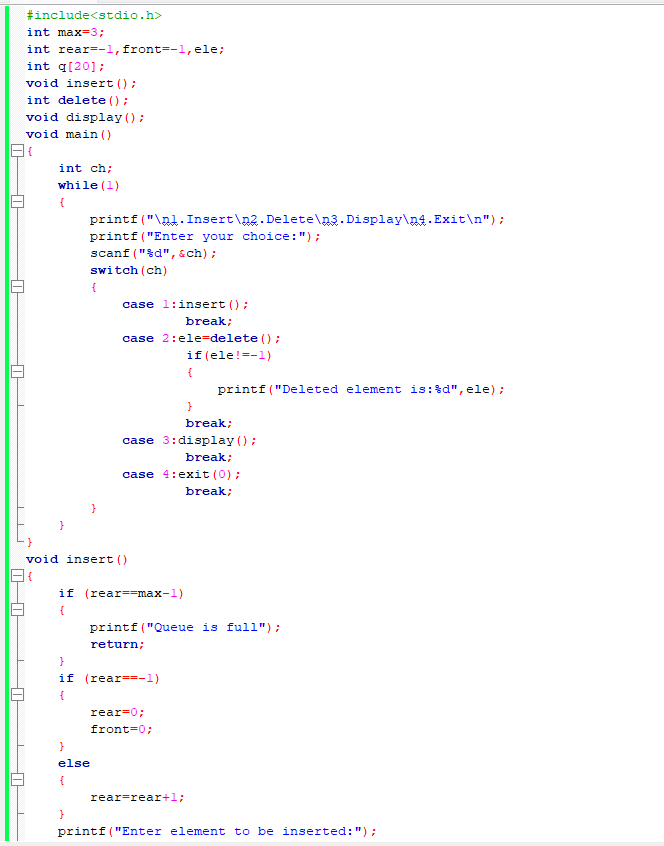 #include<stdio.h>
int max=3;
int rear=-1,front=-1,ele;
int q[20];
void insert();
int delete();
void display();
void main()
{
    int ch;
    while(1)
    {
        printf("\n1.Insert\n2.Delete\n3.Display\n4.Exit\n");
        printf("Enter your choice:");
        scanf("%d",&ch);
        switch(ch)
        {
            case 1:insert();
                    break;
            case 2:ele=delete();
                    if(ele!=-1)
                    {
                        printf("Deleted element is:%d",ele);
                    }
                    break;
            case 3:display();
                    break;
            case 4:exit(0);
                    break;
        }
    }
}
void insert()
{
    if (rear==max-1)
    {
        printf("Queue is full");
        return;
    }
    if (rear==-1)
    {
        rear=0;
        front=0;
    }
    else
    {
        rear=rear+1;
    }
    printf("Enter element to be inserted:");